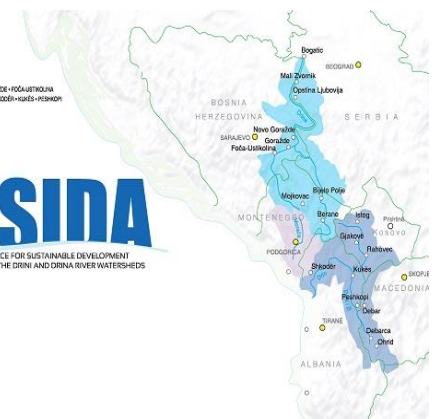 DE • FOČA-USTIKOLINA
ODËR • KUKËS • PESHKOPI
SIDA
CE FOR SUSTAINABLE DEVELOPMENT
THE DRINI AND DRINA RIVER WATERSHEDS
Bogatic
BEOGRAD
Mali Zvornik
Opstina Ljubovija
BOSNIA
HERZEGOVINA
SERBIA
Novo Goražde
SARAJEVO
Goražde
Foča-Ustikolina
Mojkovac
Bijelo Polje
MONTENEGRO
Berane
Istog
Pristina
Kosovo
Gjakovë
PODGORICA
Rahovec
Shkodër
Kukës
SKOPJE
MACEDONIA
Peshkopi
Debar
TIRANË
Debarca
Ohrid
ALBANIA